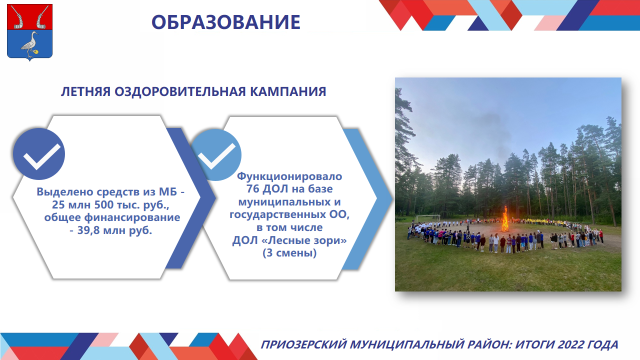 ОБРАЗОВАНИЕ
ЛЕТНЯЯ ОЗДОРОВИТЕЛЬНАЯ КАМПАНИЯ
Выделено средств из МБ -
25 млн 500 тыс. руб.,
общее финансирование
- 39,8 млн руб.
Функционировало
76 ДОЛ на базе
муниципальных и
государственных ОО,
в том числе
ДОЛ «Лесные зори»
(3 смены)
ПРИОЗЕРСКИЙ МУНИЦИПАЛЬНЫЙ РАЙОН: ИТОГИ 2022 ГОДА